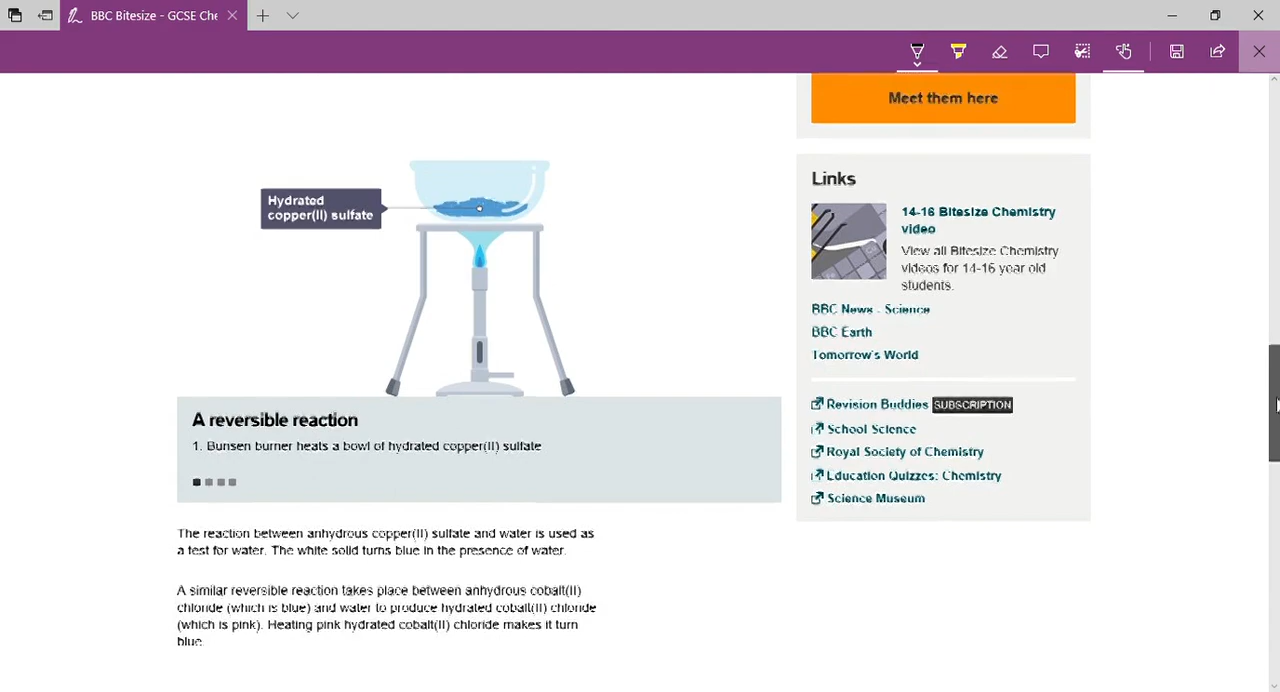 BBC Bitesize - GCSE Che
Meet them here
Hydrated
copper(II) sulfate
A reversible reaction
1. Bunsen burner heats a bowl of hydrated copper(II) sulfate
The reaction between anhydrous copper(II) sulfate and water is used as
a test for water. The white solid turns blue in the presence of water.
A similar reversible reaction takes place between anhydrous cobalt(II)
chloride (which is blue) and water to produce hydrated cobalt(II) chloride
(which is pink). Heating pink hydrated cobalt(II) chloride makes it turn
blue.
Links
14-16 Bitesize Chemistry
video
View all Bitesize Chemistry
videos for 14-16 year old
students.
BBC News - Science
BBC Earth
Tomorrow's World
Revision Buddies SUBSCRIPTION
School Science
Royal Society of Chemistry
Education Quizzes: Chemistry
Science Museum